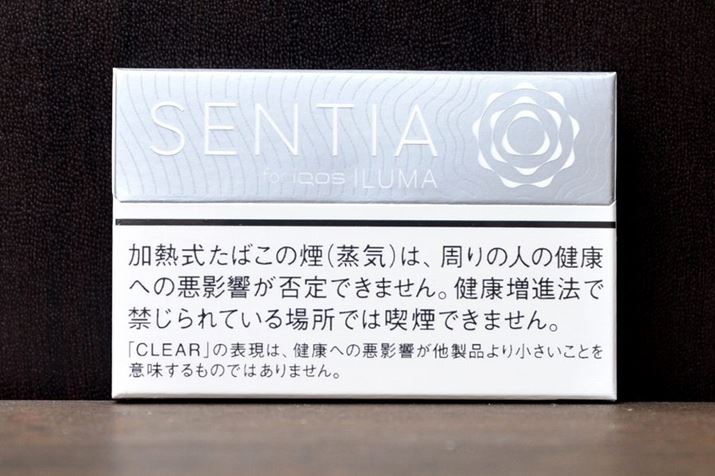 SENTIA
for IQOS ILUMA
加熱式たばこの煙(蒸気)は、周りの人の健康
への悪影響が否定できません。健康増進法で
禁じられている場所では喫煙できません。
「CLEAR」の表現は、健康への悪影響が他製品より小さいことを
意味するものではありません。